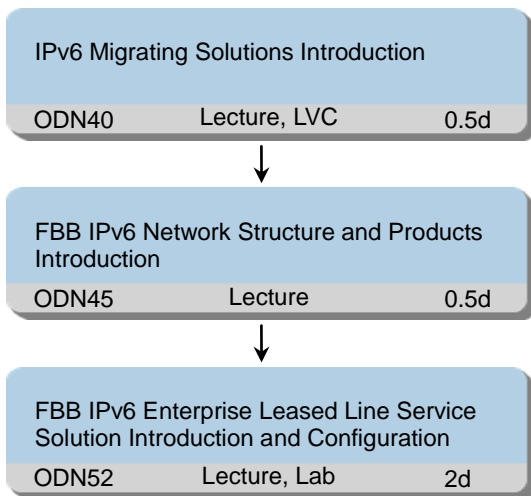 IPv6 Migrating Solutions Introduction
ODN40 Lecture, LVC 0.5d
FBB IPv6 Network Structure and Products
Introduction
ODN45 Lecture 0.5d
FBB IPv6 Enterprise Leased Line Service
Solution Introduction and Configuration
ODN52 Lecture, Lab 2d